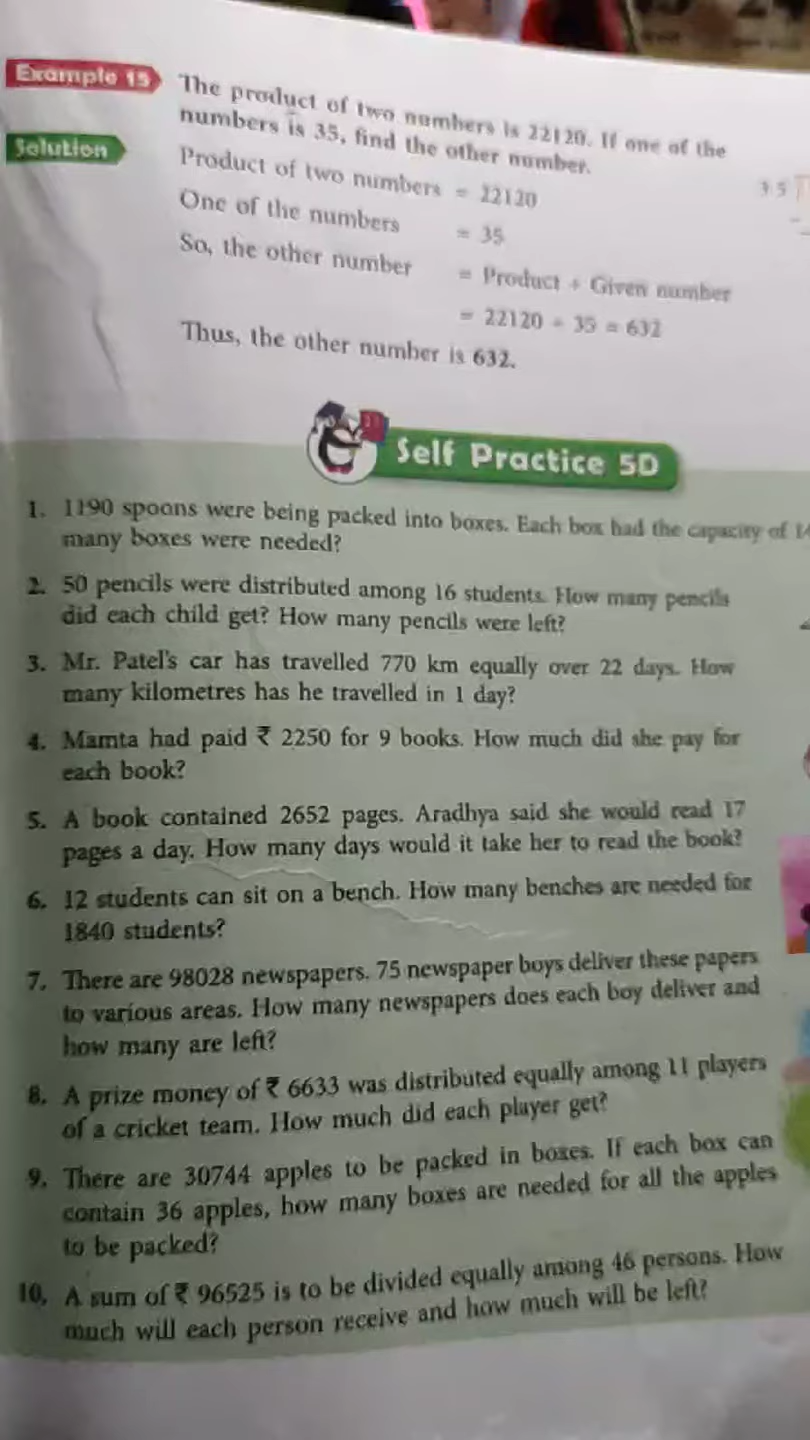 Example 15
The product of two numbers is 22120. If one of the
numbers is 35, find the other number.
Solution
Product of two numbers = 22120
One of the numbers = 35
So, the other number = Product ÷ Given number
= 22120 ÷ 35 = 632
Thus, the other number is 632.
35
Self Practice 5D
1. 1190 spoons were being packed into boxes. Each box had the capacity of
many boxes were needed?
2. 50 pencils were distributed among 16 students. How many pencils
did each child get? How many pencils were left?
3. Mr. Patel's car has travelled 770 km equally over 22 days. How
many kilometres has he travelled in 1 day?
4. Mamta had paid ₹ 2250 for 9 books. How much did she pay for
each book?
5. A book contained 2652 pages. Aradhya said she would read 17
pages a day. How many days would it take her to read the book?
6. 12 students can sit on a bench. How many benches are needed for
1840 students?
7. There are 98028 newspapers. 75 newspaper boys deliver these papers
to various areas. How many newspapers does each boy deliver and
how many are left?
8. A prize money of ₹ 6633 was distributed equally among 11 players
of a cricket team. How much did each player get?
9. There are 30744 apples to be packed in boxes. If each box can
contain 36 apples, how many boxes are needed for all the apples
to be packed?
10. A sum of ₹ 96525 is to be divided equally among 46 persons. How
much will each person receive and how much will be left?